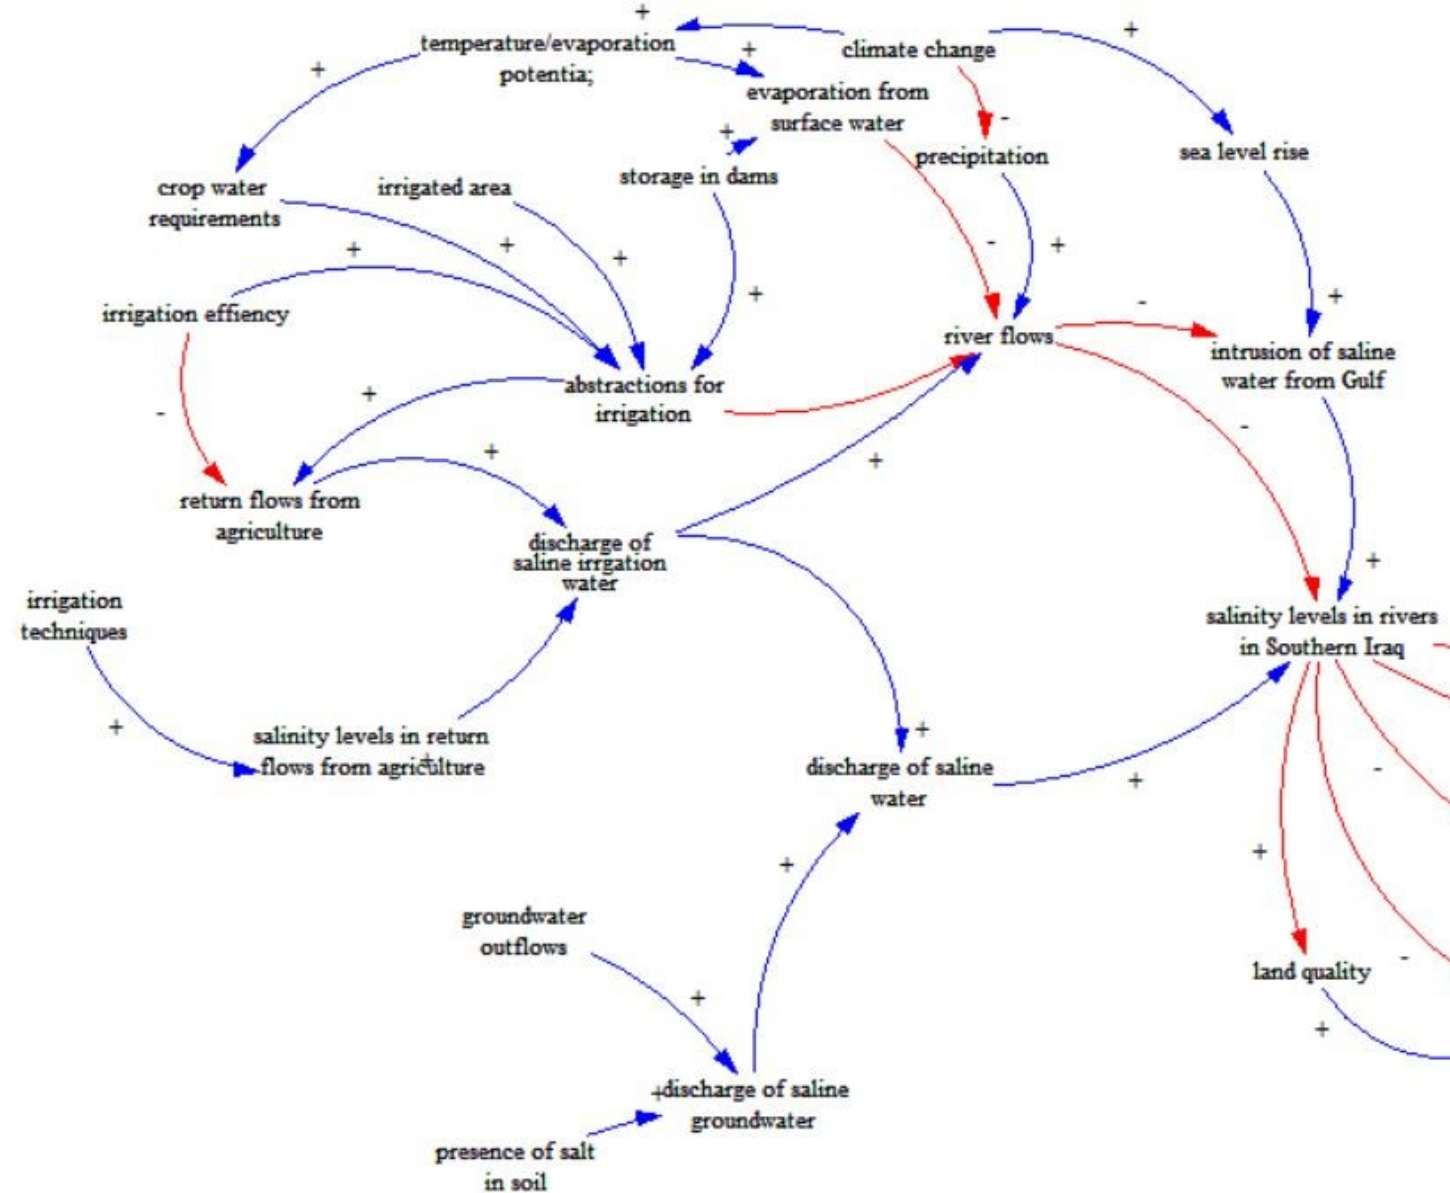 +
temperature/evaporation
potentia;
+
+
climate change
+
evaporation from
surface water
-
+
precipitation
sea level rise
storage in dams
crop water
requirements
irrigated area
+
+
+
-
+
+
+
irrigation effiency
-
river flows
intrusion of saline
water from Gulf
abstractions for
irrigation
+
-
-
+
+
return flows from
agriculture
discharge of
saline irrgation
water
+
irrigation
techniques
salinity levels in rivers
in Southern Iraq
+
salinity levels in return
flows from agriculture
+
+
discharge of saline
water
+
-
+
+
groundwater
outflows
-
land quality
+
+
+
discharge of saline
groundwater
presence of salt
in soil